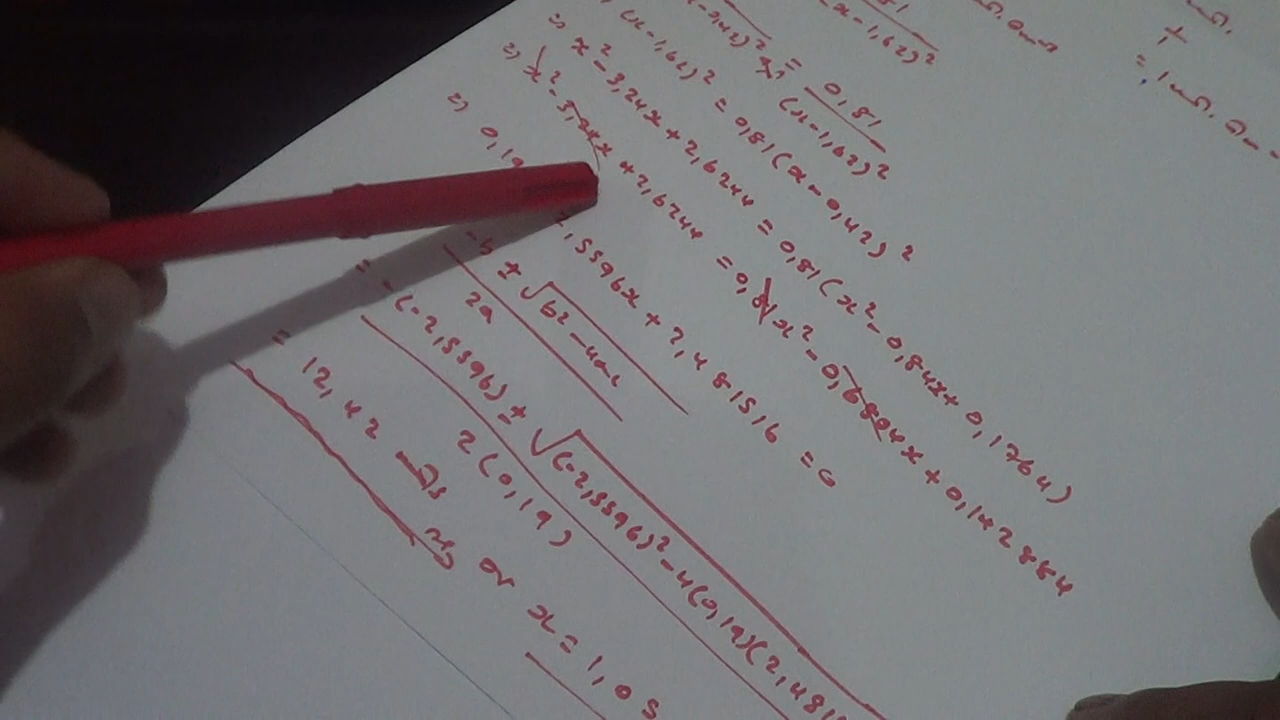 = 0,81 / (x-1,62)²
(x-1,62)² = 0,81(x-0,42)²
=) x² - 3,24x + 2,6244 = 0,81(x² - 0,84x + 0,1764)
=) x² - 3,24x + 2,6244 = 0,81x² - 0,6804x + 0,142884
=) 0,19 2,5596x + 2,481516 = 0
-b ± √b2-4ac / 2a
= -(-2,5596) ± √(-2,5596)² - 4(0,19)(2,481 / 2(0,19)
= 12,42 or x = 1,05